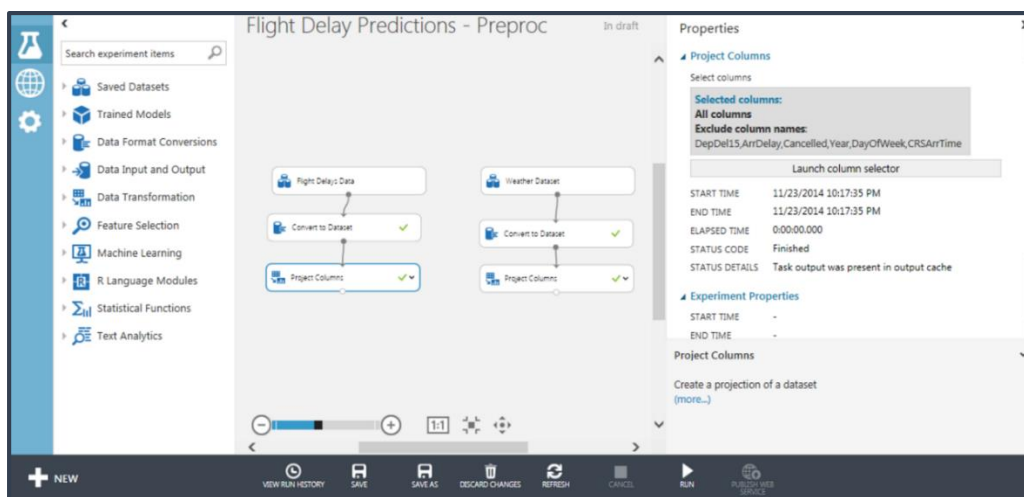 Flight Delay Predictions - Preproc
In draft
Search experiment items
Saved Datasets
Trained Models
Data Format Conversions
Data Input and Output
Data Transformation
Feature Selection
Machine Learning
R Language Modules
Statistical Functions
Text Analytics
Flight Delays Data
Convert to Dataset
Project Columns
Weather Dataset
Convert to Dataset
Project Columns
1:1
Properties
Project Columns
Select columns
Selected columns:
All columns
Exclude column names:
DepDel15,ArrDelay,Cancelled,Year,DayOfWeek,CRSArrTime
Launch column selector
START TIME 11/23/2014 10:17:35 PM
END TIME 11/23/2014 10:17:35 PM
ELAPSED TIME 0:00:00.000
STATUS CODE Finished
STATUS DETAILS Task output was present in output cache
Experiment Properties
START TIME -
END TIME -
Project Columns
Create a projection of a dataset
(more...)
NEW
VIEW RUN HISTORY
SAVE
SAVE AS
DISCARD CHANGES
REFRESH
CANCEL
RUN
PUBLISH WEB
SERVICE